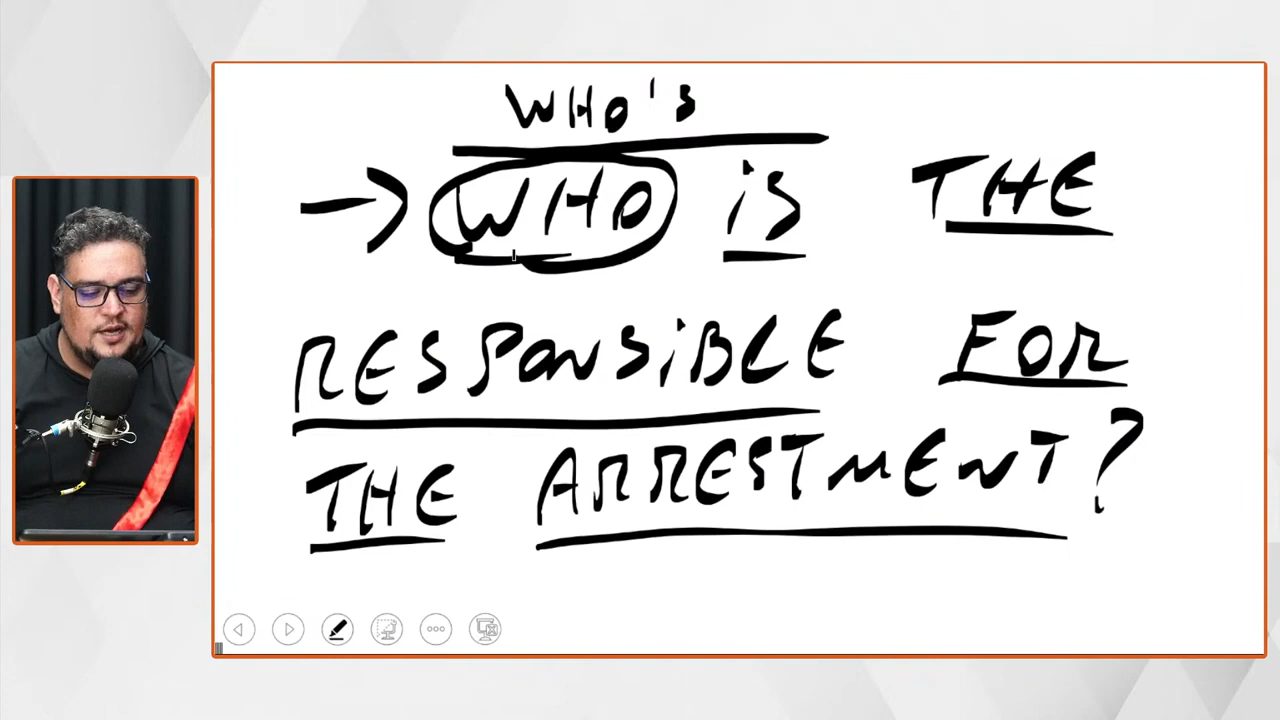 WHO's
→ WHO is THE
RESPONSiBLE FOR
THE ARRESTMENT?